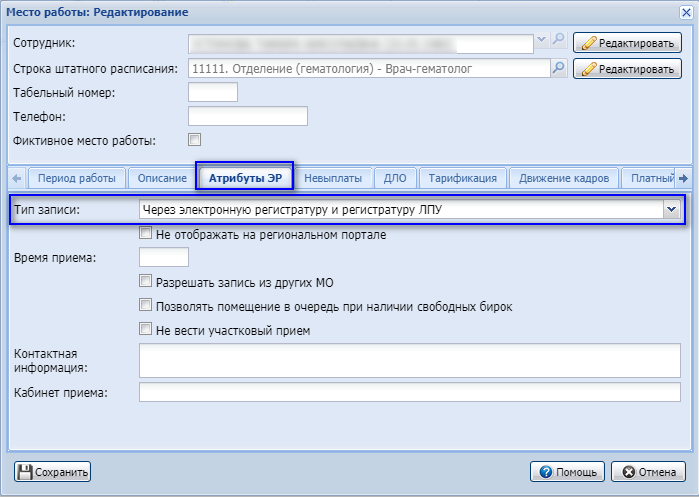 Место работы: Редактирование
Сотрудник: Редактировать
Строка штатного расписания: 11111. Отделение (гематология) - Врач-гематолог Редактировать
Табельный номер:
Телефон:
Фиктивное место работы:
Период работы Описание Атрибуты ЭР Невыплаты ДЛО Тарификация Движение кадров Платный
Тип записи: Через электронную регистратуру и регистратуру ЛПУ
Не отображать на региональном портале
Время приема:
Разрешать запись из других МО
Позволять помещение в очередь при наличии свободных бирок
Не вести участковый прием
Контактная
информация:
Кабинет приема:
Сохранить Помощь Отмена